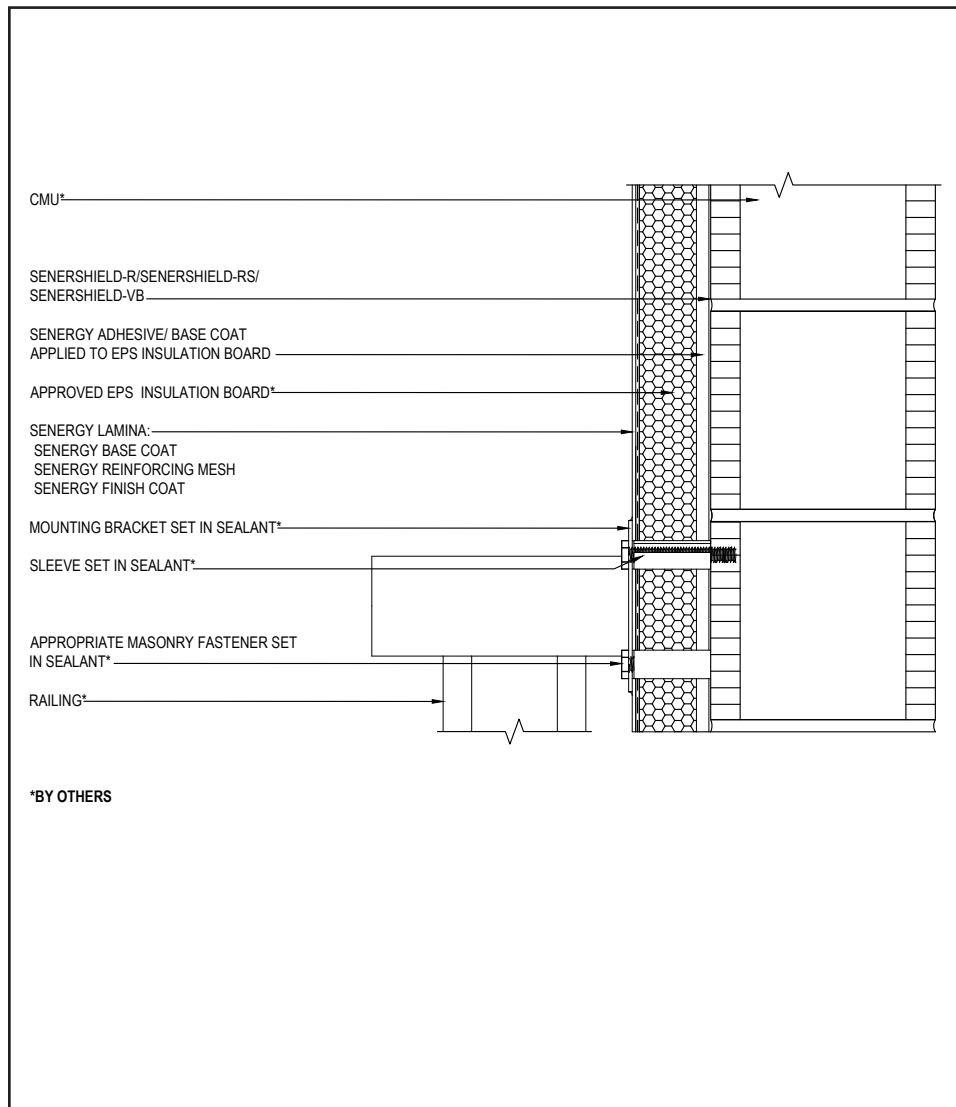 CMU*
SENERSHIELD-R/SENERSHIELD-RS/
SENERSHIELD-VB
SENERGY ADHESIVE/ BASE COAT
APPLIED TO EPS INSULATION BOARD
APPROVED EPS  INSULATION BOARD*
SENERGY LAMINA:
SENERGY BASE COAT
SENERGY REINFORCING MESH
SENERGY FINISH COAT
MOUNTING BRACKET SET IN SEALANT*
SLEEVE SET IN SEALANT*
APPROPRIATE MASONRY FASTENER SET
IN SEALANT*
RAILING*
*BY OTHERS